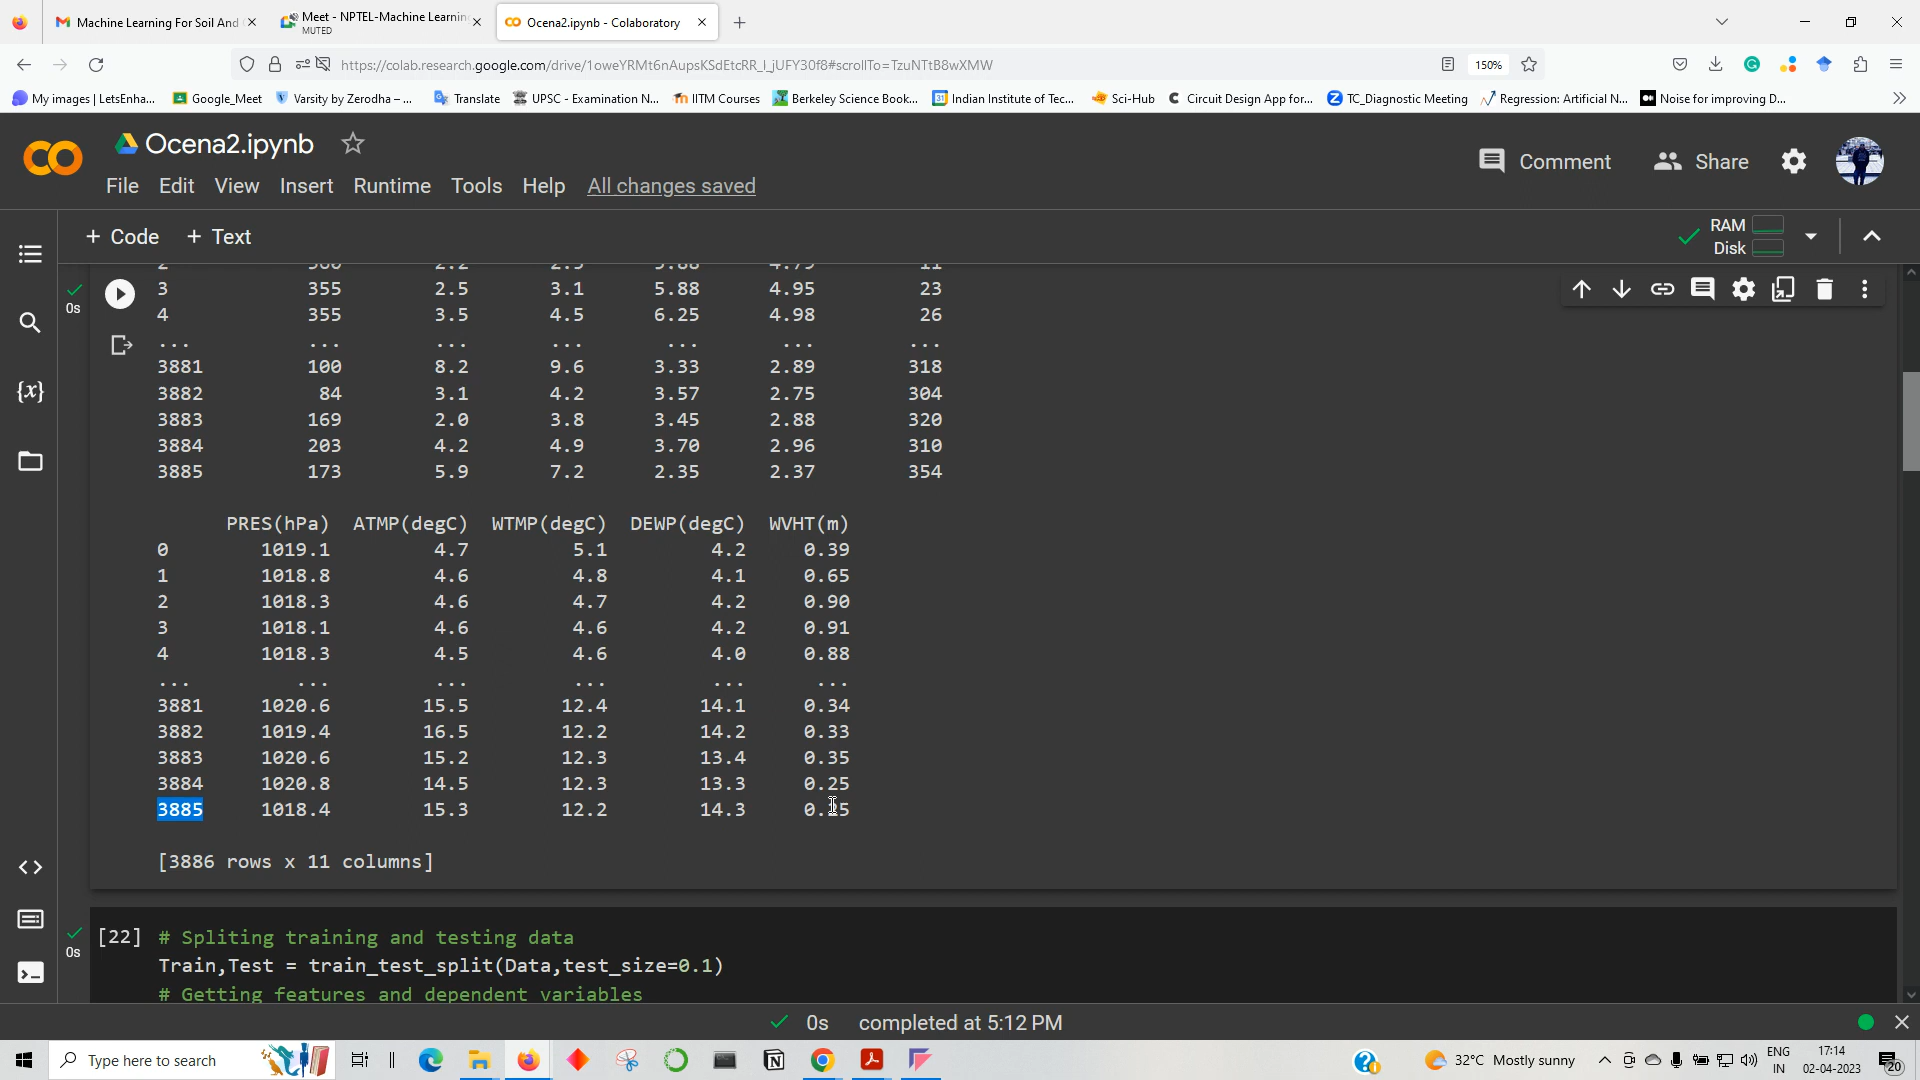 Machine Learning For Soil And
Meet - NPTEL-Machine Learnin
MUTED
Ocena2.ipynb - Colaboratory
https://colab.research.google.com/drive/1oweYRMt6nAupsKSdEtcRR_l_jUFY30f8#scrollTo=TzuNTtB8wXMW
150%
My images | LetsEnha...
Google_Meet
Varsity by Zerodha – ...
Translate
UPSC - Examination N...
IITM Courses
Berkeley Science Book...
Indian Institute of Tec...
Sci-Hub
Circuit Design App for...
TC_Diagnostic Meeting
Regression: Artificial N...
Noise for improving D...
Ocena2.ipynb
Comment
Share
File Edit View Insert Runtime Tools Help All changes saved
+ Code + Text
RAM
Disk
3 355 2.5 3.1 5.88 4.95 23
0s
4 355 3.5 4.5 6.25 4.98 26
... ... ... ... ... ... ...
3881 100 8.2 9.6 3.33 2.89 318
3882 84 3.1 4.2 3.57 2.75 304
3883 169 2.0 3.8 3.45 2.88 320
3884 203 4.2 4.9 3.70 2.96 310
3885 173 5.9 7.2 2.35 2.37 354
PRES(hPa) ATMP(degC) WTMP(degC) DEWP(degC) WVHT(m)
0 1019.1 4.7 5.1 4.2 0.39
1 1018.8 4.6 4.8 4.1 0.65
2 1018.3 4.6 4.7 4.2 0.90
3 1018.1 4.6 4.6 4.2 0.91
4 1018.3 4.5 4.6 4.0 0.88
... ... ... ... ... ...
3881 1020.6 15.5 12.4 14.1 0.34
3882 1019.4 16.5 12.2 14.2 0.33
3883 1020.6 15.2 12.3 13.4 0.35
3884 1020.8 14.5 12.3 13.3 0.25
3885 1018.4 15.3 12.2 14.3
[3886 rows x 11 columns]
[22] # Spliting training and testing data
0s
Train,Test = train_test_split(Data,test_size=0.1)
# Getting features and dependent variables
0s completed at 5:12 PM
Type here to search
32°C Mostly sunny
ENG
IN
17:14
02-04-2023
20